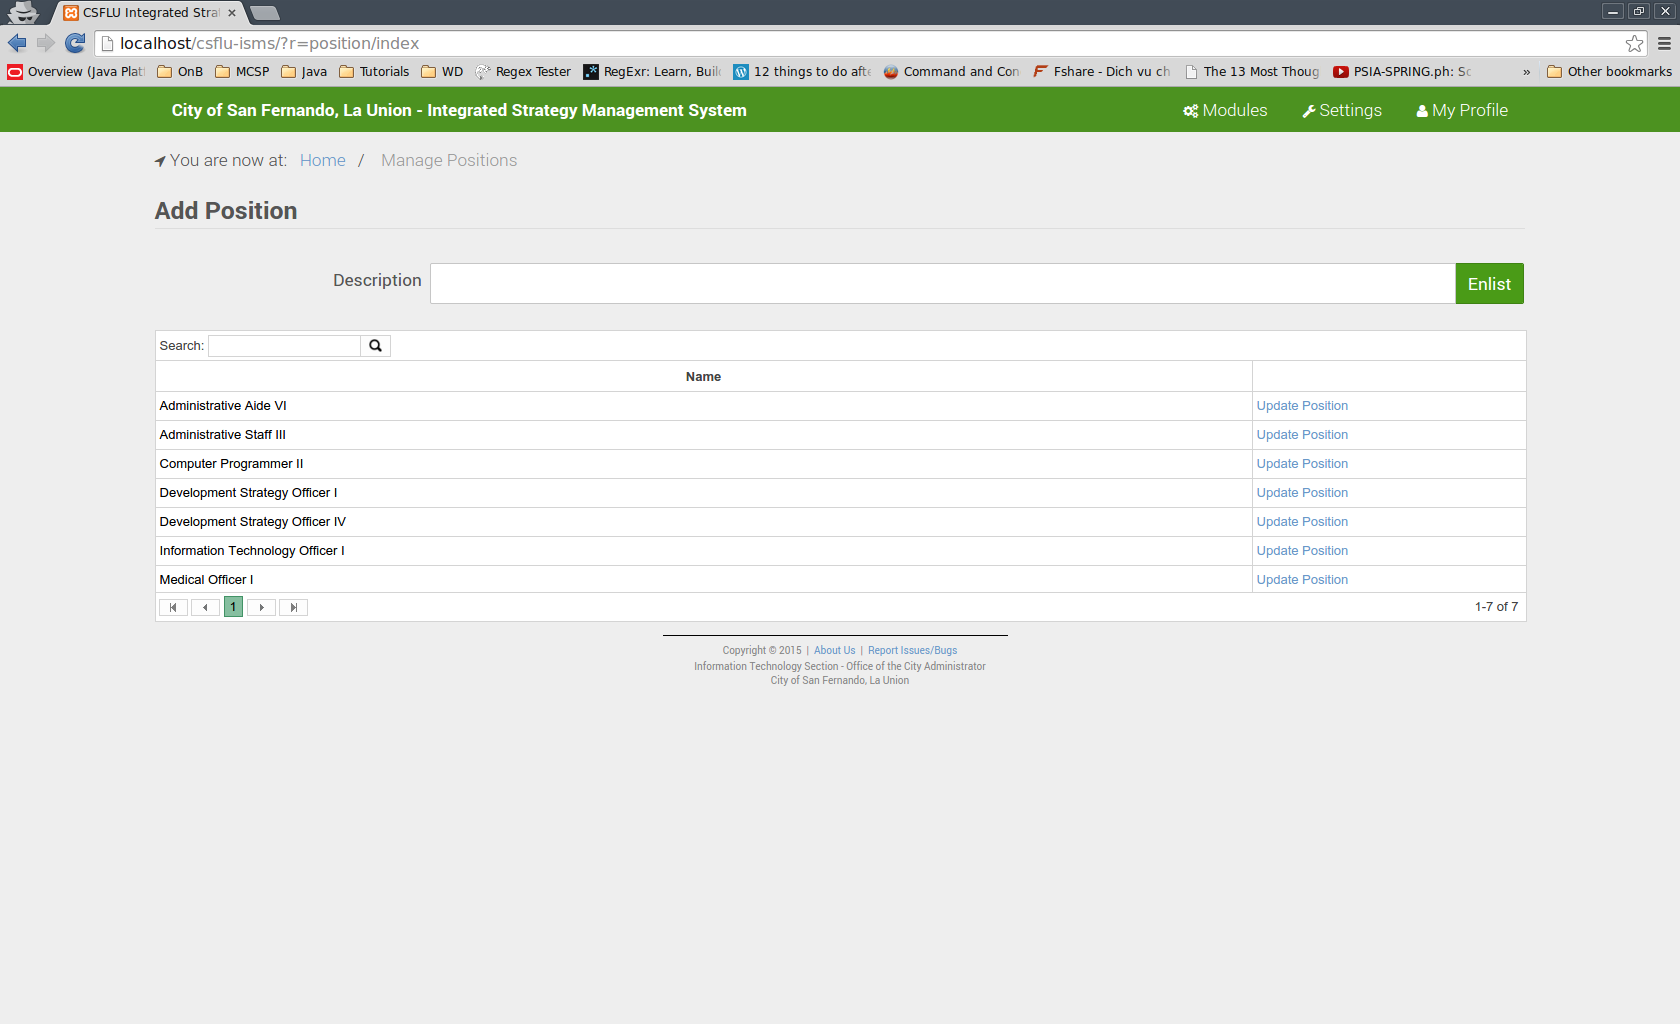 CSFLU Integrated Stra
localhost/csflu-isms/?r=position/index
Overview (Java Plat OnB MCSP Java Tutorials WD Regex Tester RegExr: Learn, Buil 12 things to do afte Command and Con Fshare - Dich vu ch The 13 Most Thoug PSIA-SPRING.ph: Sc » Other bookmarks
City of San Fernando, La Union - Integrated Strategy Management System Modules Settings My Profile
You are now at: Home / Manage Positions
Add Position
Description Enlist
Search:
Name
Administrative Aide VI Update Position
Administrative Staff III Update Position
Computer Programmer II Update Position
Development Strategy Officer I Update Position
Development Strategy Officer IV Update Position
Information Technology Officer I Update Position
Medical Officer I Update Position
1 1-7 of 7
Copyright © 2015 | About Us | Report Issues/Bugs
Information Technology Section - Office of the City Administrator
City of San Fernando, La Union